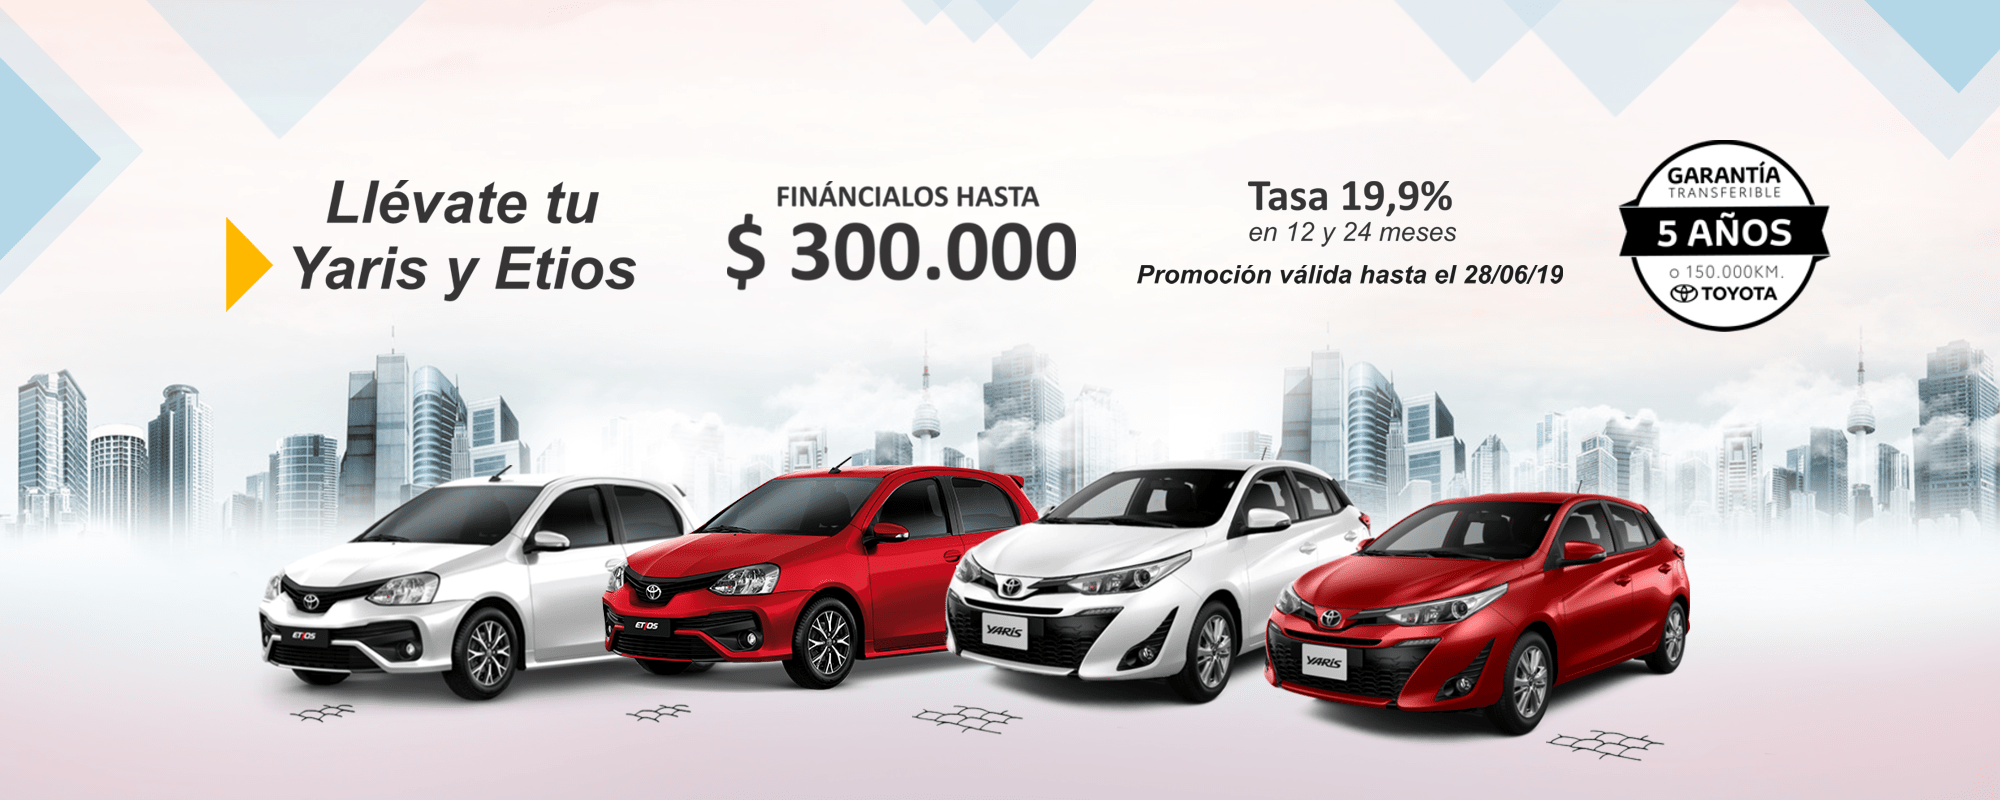 Llévate tu
Yaris y Etios
FINÁNCIALOS HASTA
$ 300.000
Tasa 19,9%
en 12 y 24 meses
Promoción válida hasta el 28/06/19
GARANTÍA
TRANSFERIBLE
5 AÑOS
o 150.000KM.
TOYOTA
ETIOS
ETIOS
YARIS
YARIS